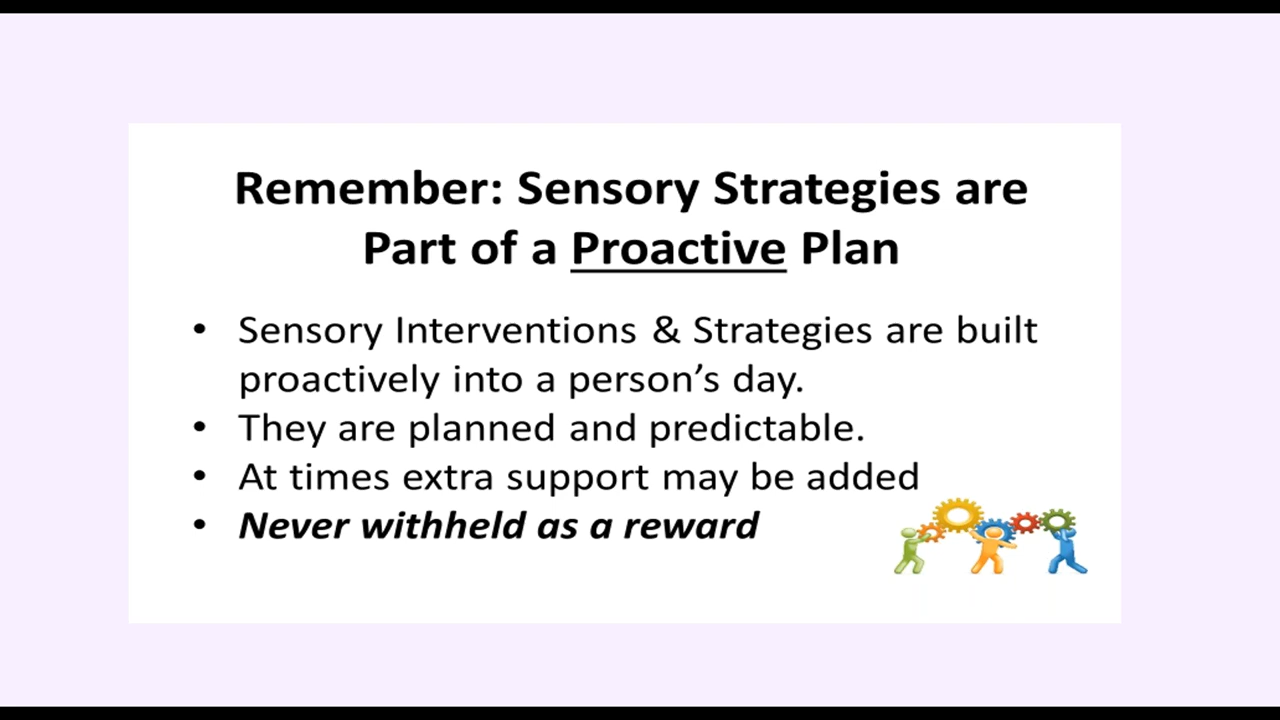 Remember: Sensory Strategies are
Part of a Proactive Plan
• Sensory Interventions & Strategies are built
proactively into a person’s day.
• They are planned and predictable.
• At times extra support may be added
• Never withheld as a reward